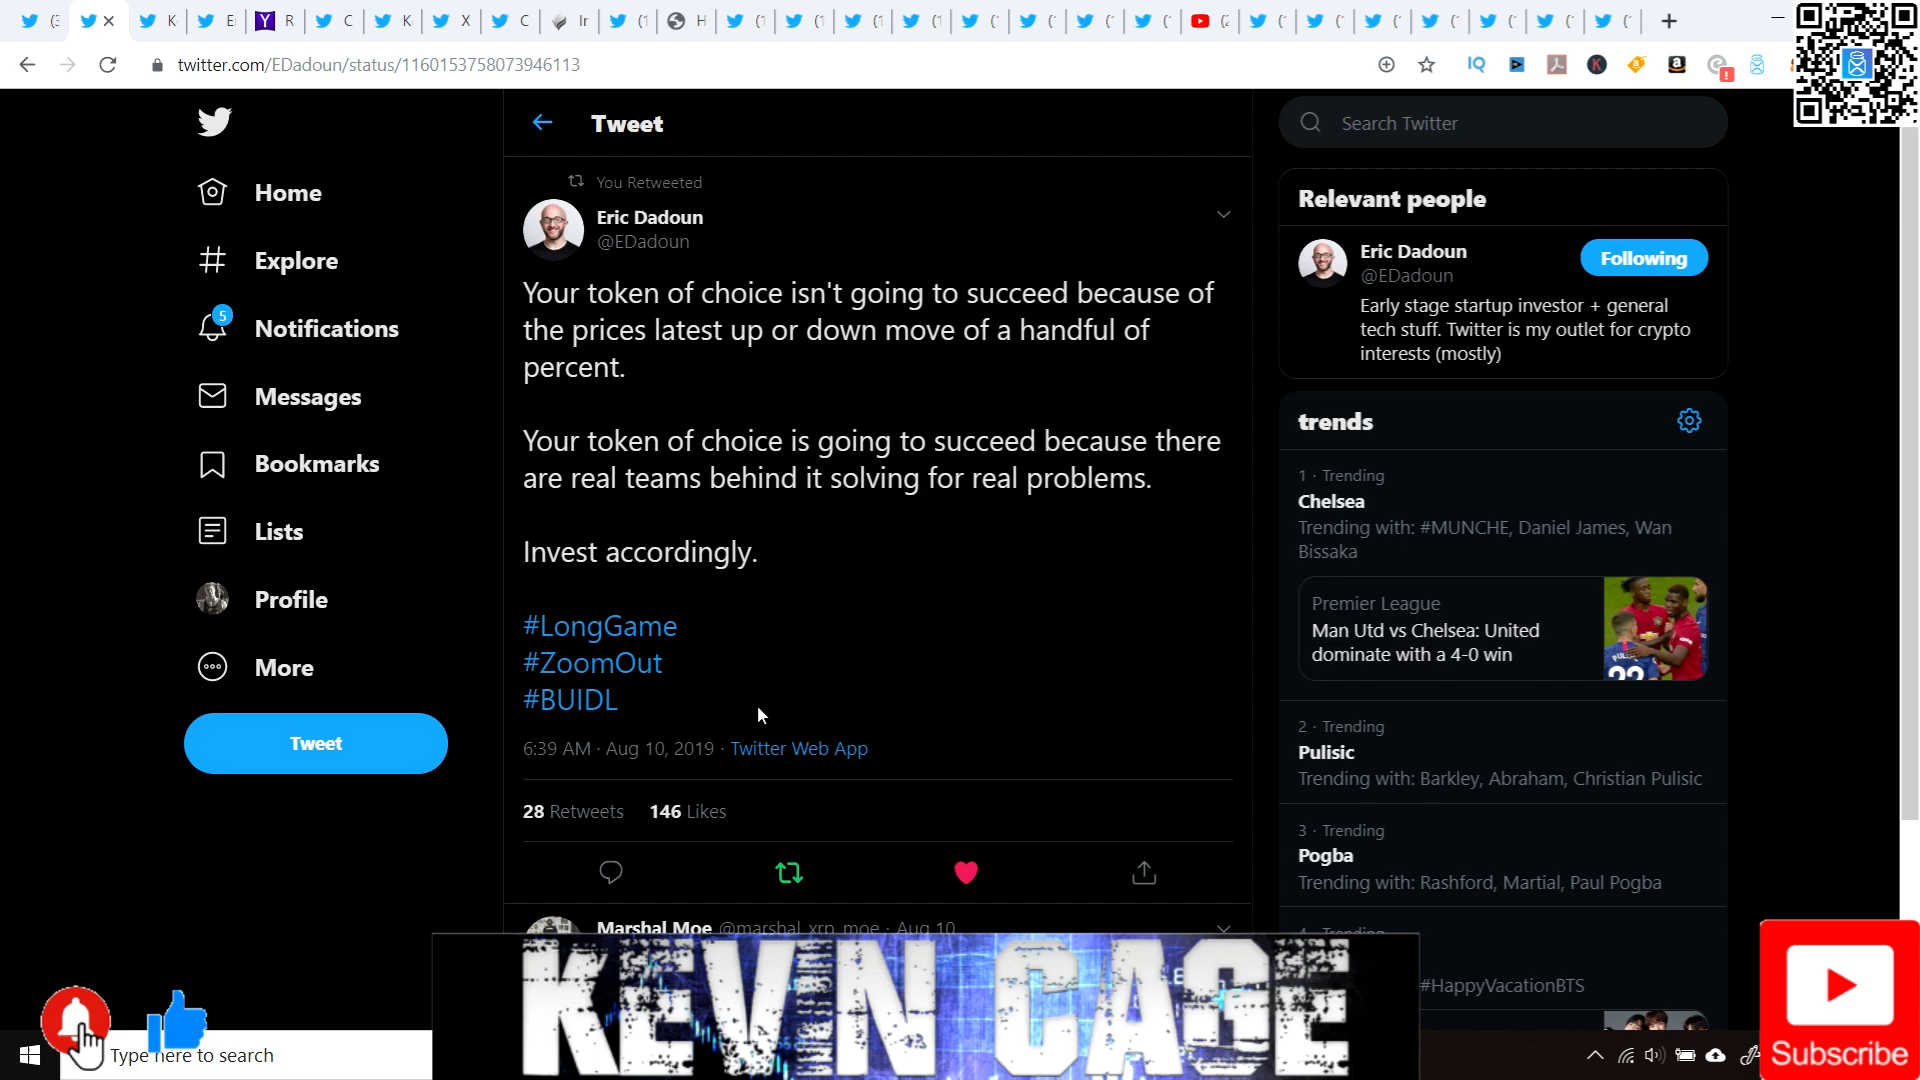 twitter.com/EDadoun/status/1160153758073946113
Home
Explore
5
Notifications
Messages
Bookmarks
Lists
Profile
More
Tweet
Tweet
You Retweeted
Eric Dadoun
@EDadoun
Your token of choice isn't going to succeed because of
the prices latest up or down move of a handful of
percent.
Your token of choice is going to succeed because there
are real teams behind it solving for real problems.
Invest accordingly.
#LongGame
#ZoomOut
#BUIDL
6:39 AM · Aug 10, 2019 · Twitter Web App
28 Retweets 146 Likes
Marshal Moe @marshal_xrp_moe · Aug 10
Search Twitter
Relevant people
Eric Dadoun
@EDadoun
Following
Early stage startup investor + general
tech stuff. Twitter is my outlet for crypto
interests (mostly)
trends
1 · Trending
Chelsea
Trending with: #MUNCHE, Daniel James, Wan
Bissaka
Premier League
Man Utd vs Chelsea: United
dominate with a 4-0 win
2 · Trending
Pulisic
Trending with: Barkley, Abraham, Christian Pulisic
3 · Trending
Pogba
Trending with: Rashford, Martial, Paul Pogba
4 · Trending
#HappyVacationBTS
KEVIN CAGE
Type here to search
Subscribe